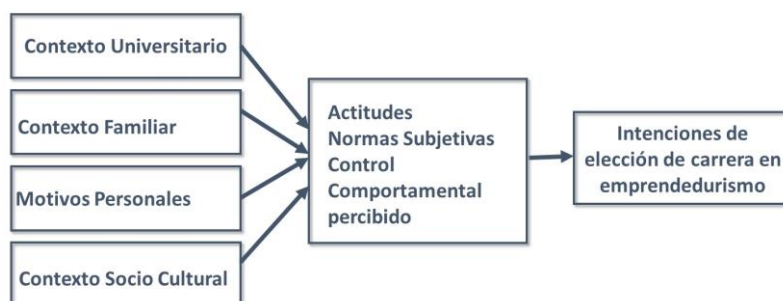 Contexto Universitario
Contexto Familiar
Motivos Personales
Contexto Socio Cultural
Actitudes
Normas Subjetivas
Control
Comportamental
percibido
Intenciones de
elección de carrera en
emprendedurismo